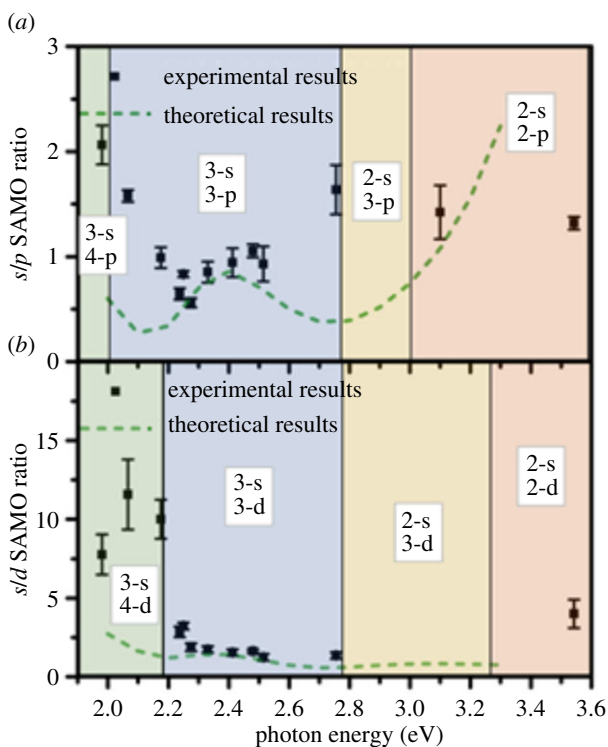 (a)
3
experimental results
theoretical results
2-s
2-p
2
3-s
3-p
2-s
3-p
s/p SAMO ratio
3-s
4-p
1
0
(b)
experimental results
theoretical results
15
2-s
2-d
3-s
3-d
2-s
3-d
s/d SAMO ratio
10
3-s
4-d
5
0
2.0 2.2 2.4 2.6 2.8 3.0 3.2 3.4 3.6
photon energy (eV)